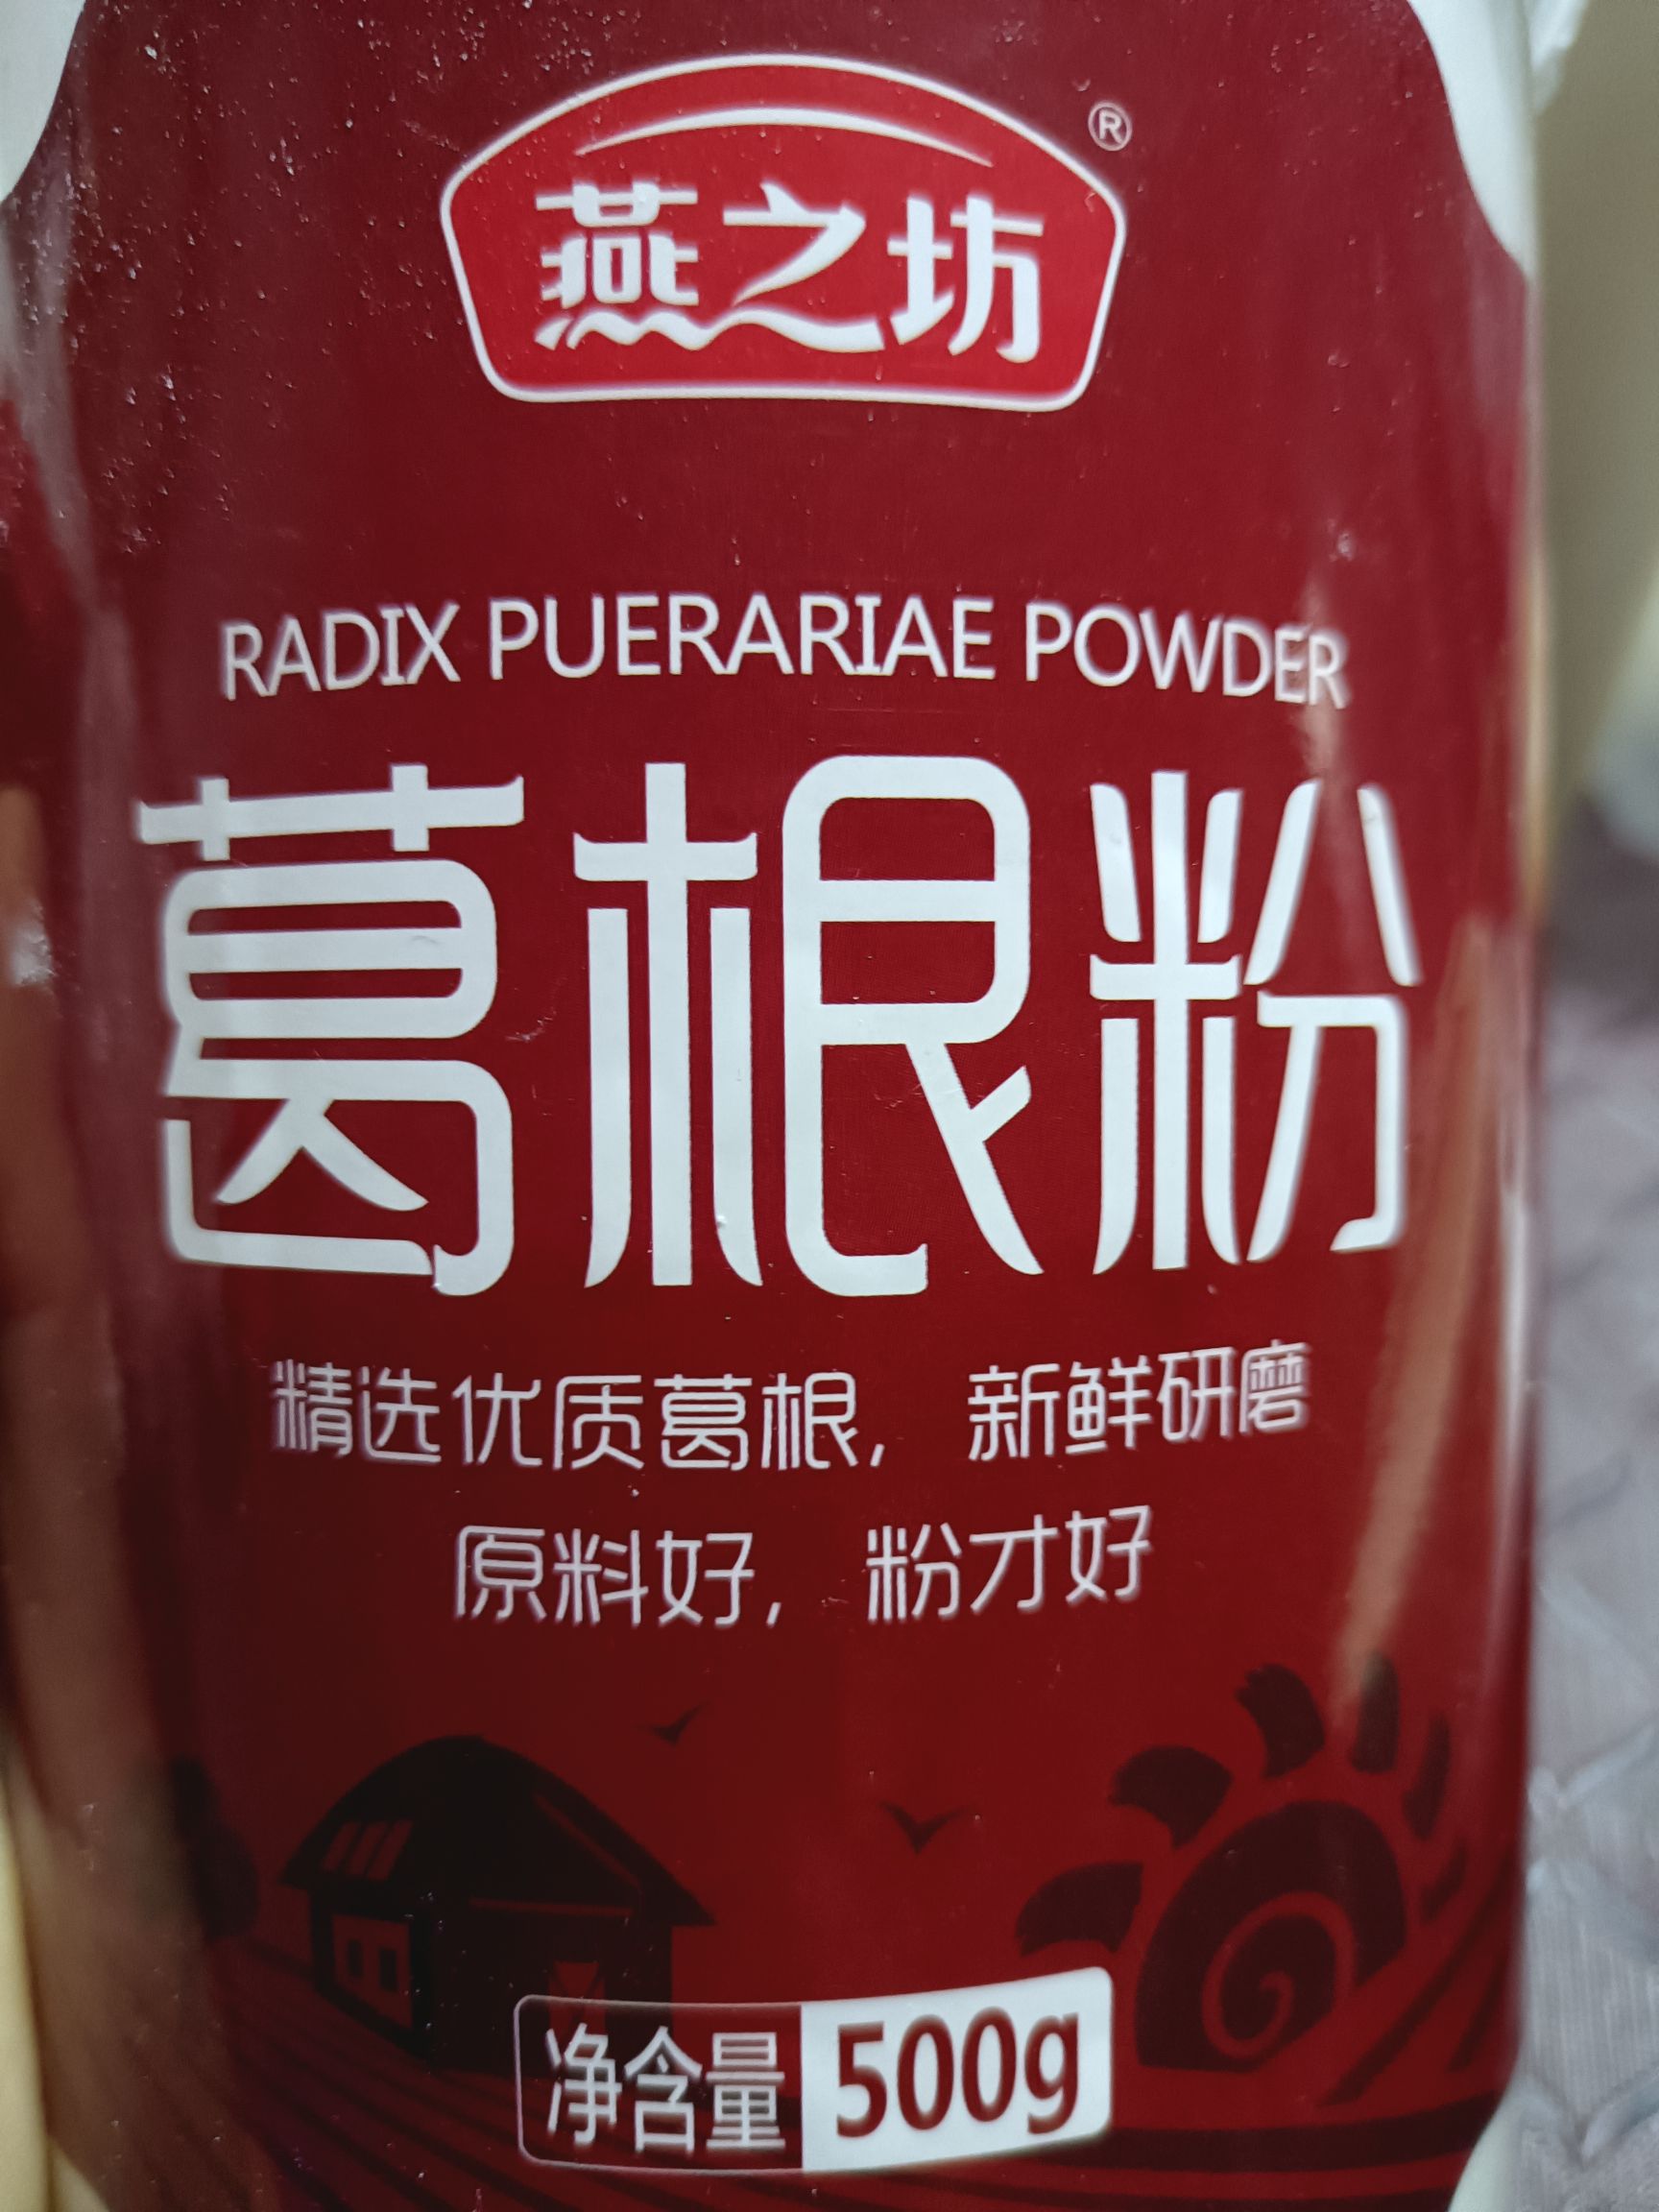 燕之坊®
RADIX PUERARIAE POWDER
葛根粉
精选优质葛根，新鲜研磨
原料好，粉才好
净含量 500g